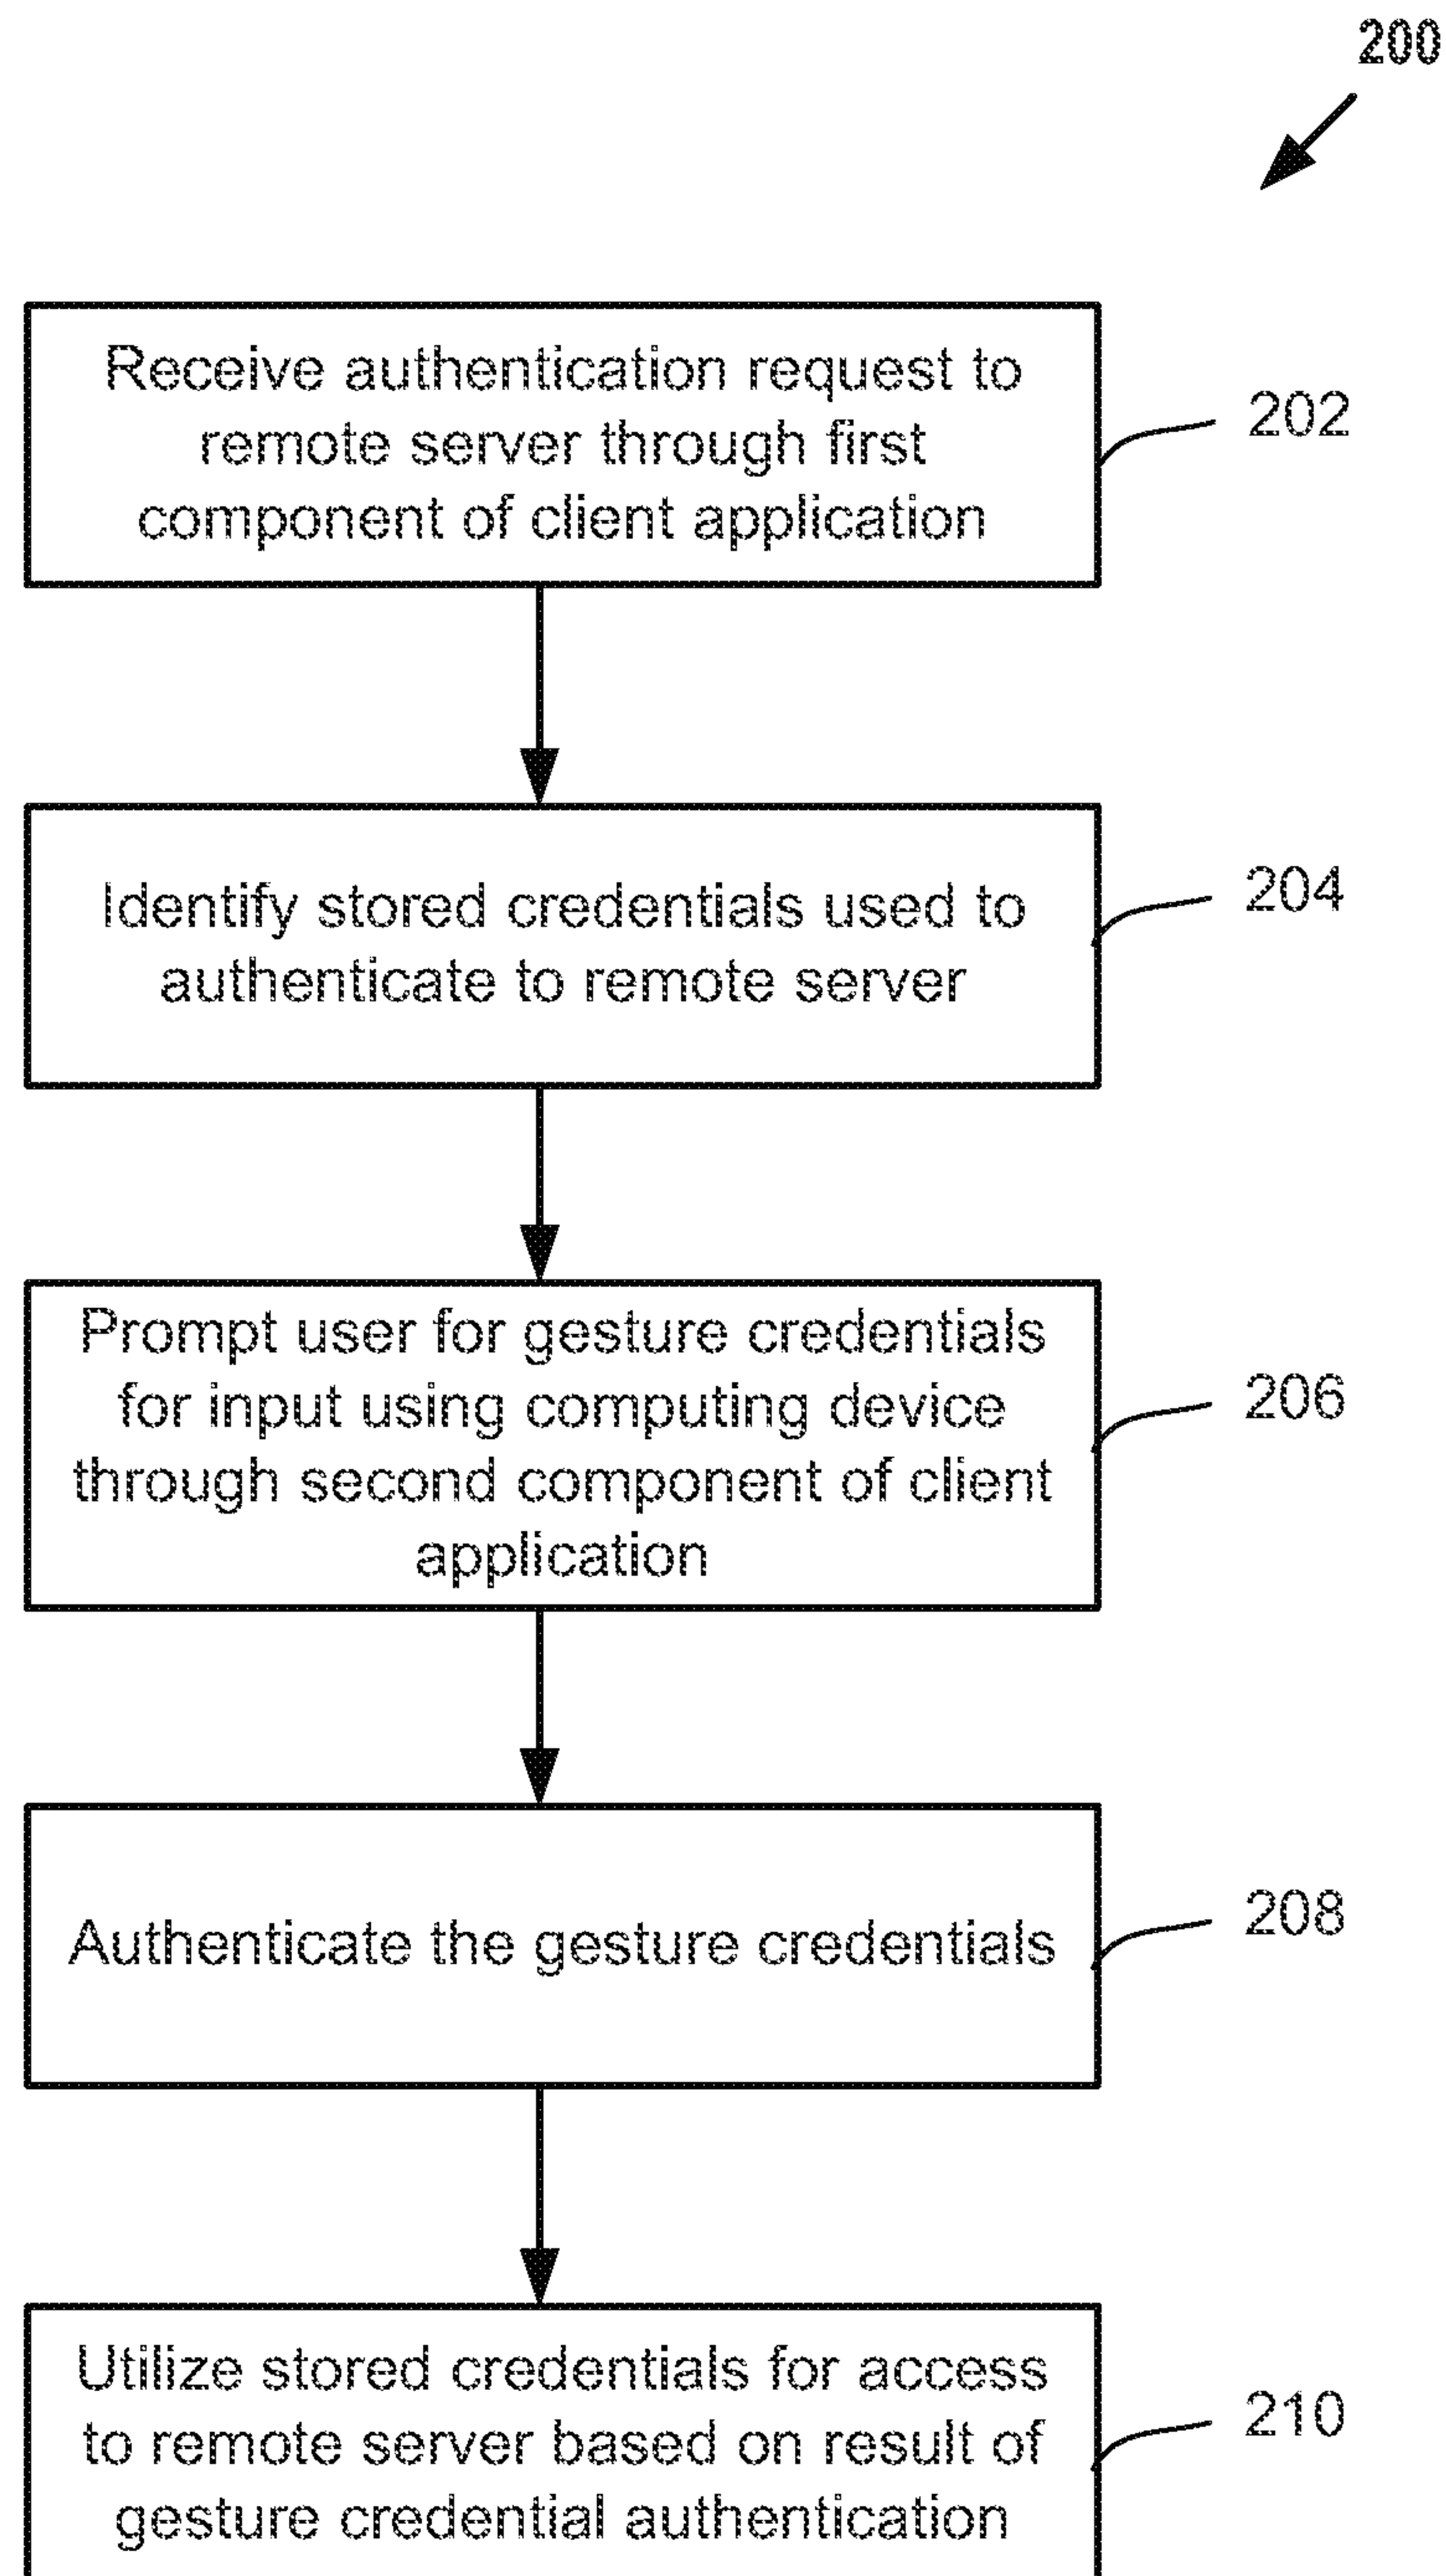 200
Receive authentication request to
remote server through first
component of client application
202
Identify stored credentials used to
authenticate to remote server
204
Prompt user for gesture credentials
for input using computing device
through second component of client
application
206
Authenticate the gesture credentials
208
Utilize stored credentials for access
to remote server based on result of
gesture credential authentication
210